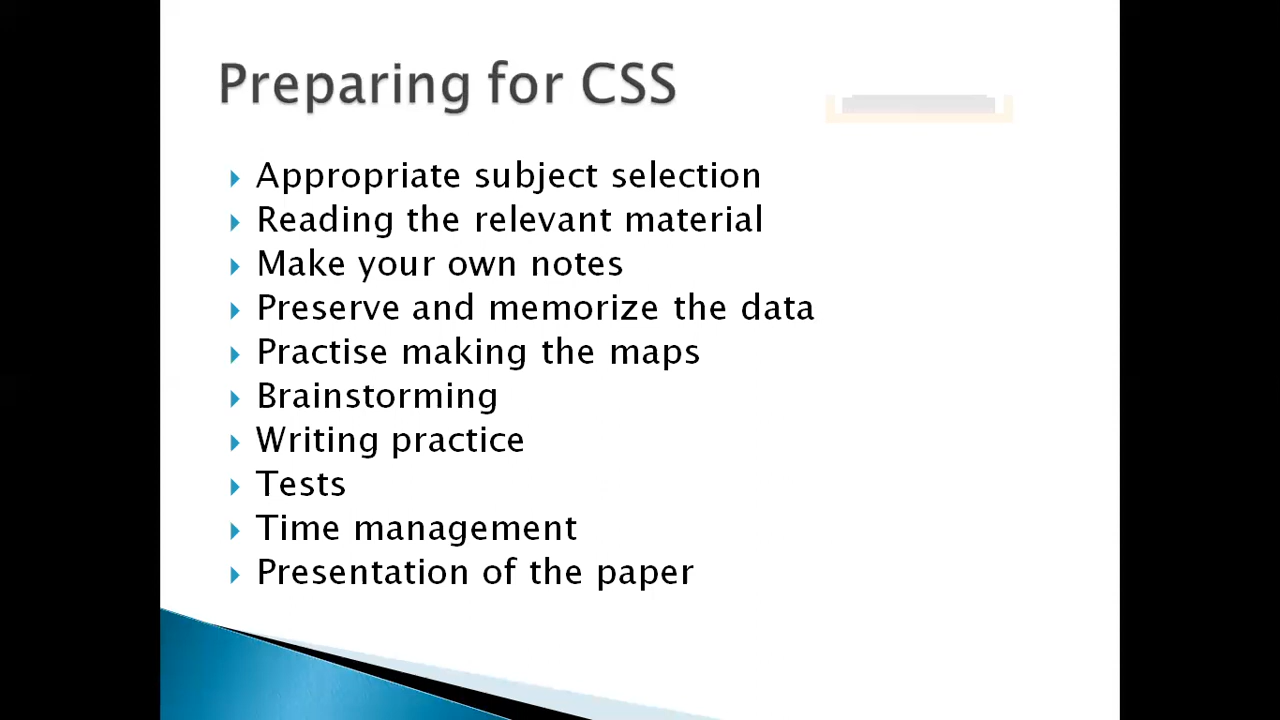 Preparing for CSS
Appropriate subject selection
Reading the relevant material
Make your own notes
Preserve and memorize the data
Practise making the maps
Brainstorming
Writing practice
Tests
Time management
Presentation of the paper